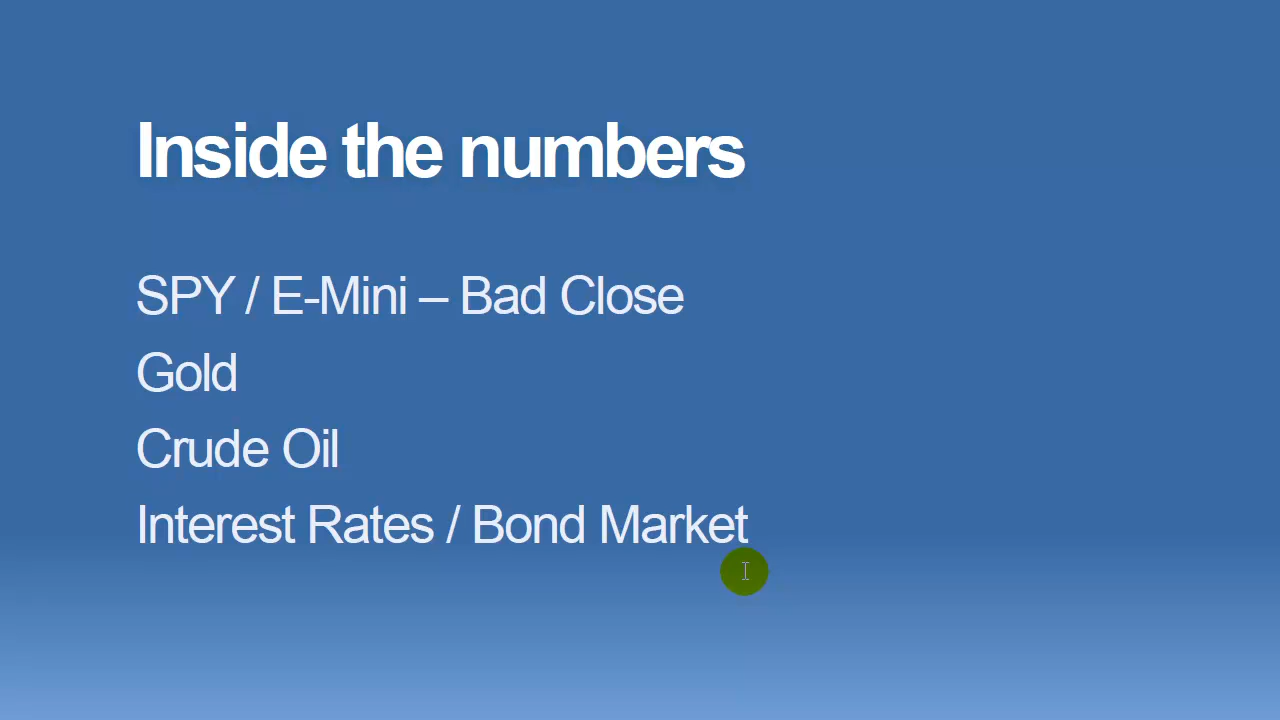 Inside the numbers
SPY / E-Mini – Bad Close
Gold
Crude Oil
Interest Rates / Bond Market